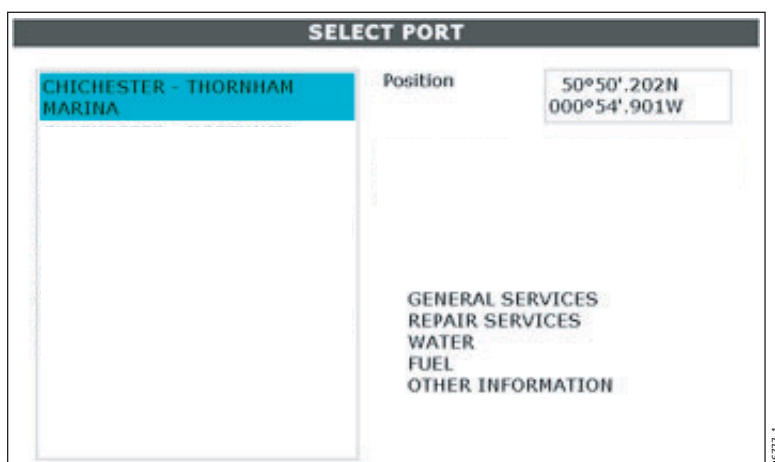 SELECT PORT
CHICHESTER - THORNHAM
MARINA
Position
50°50'.202N
000°54'.901W
GENERAL SERVICES
REPAIR SERVICES
WATER
FUEL
OTHER INFORMATION